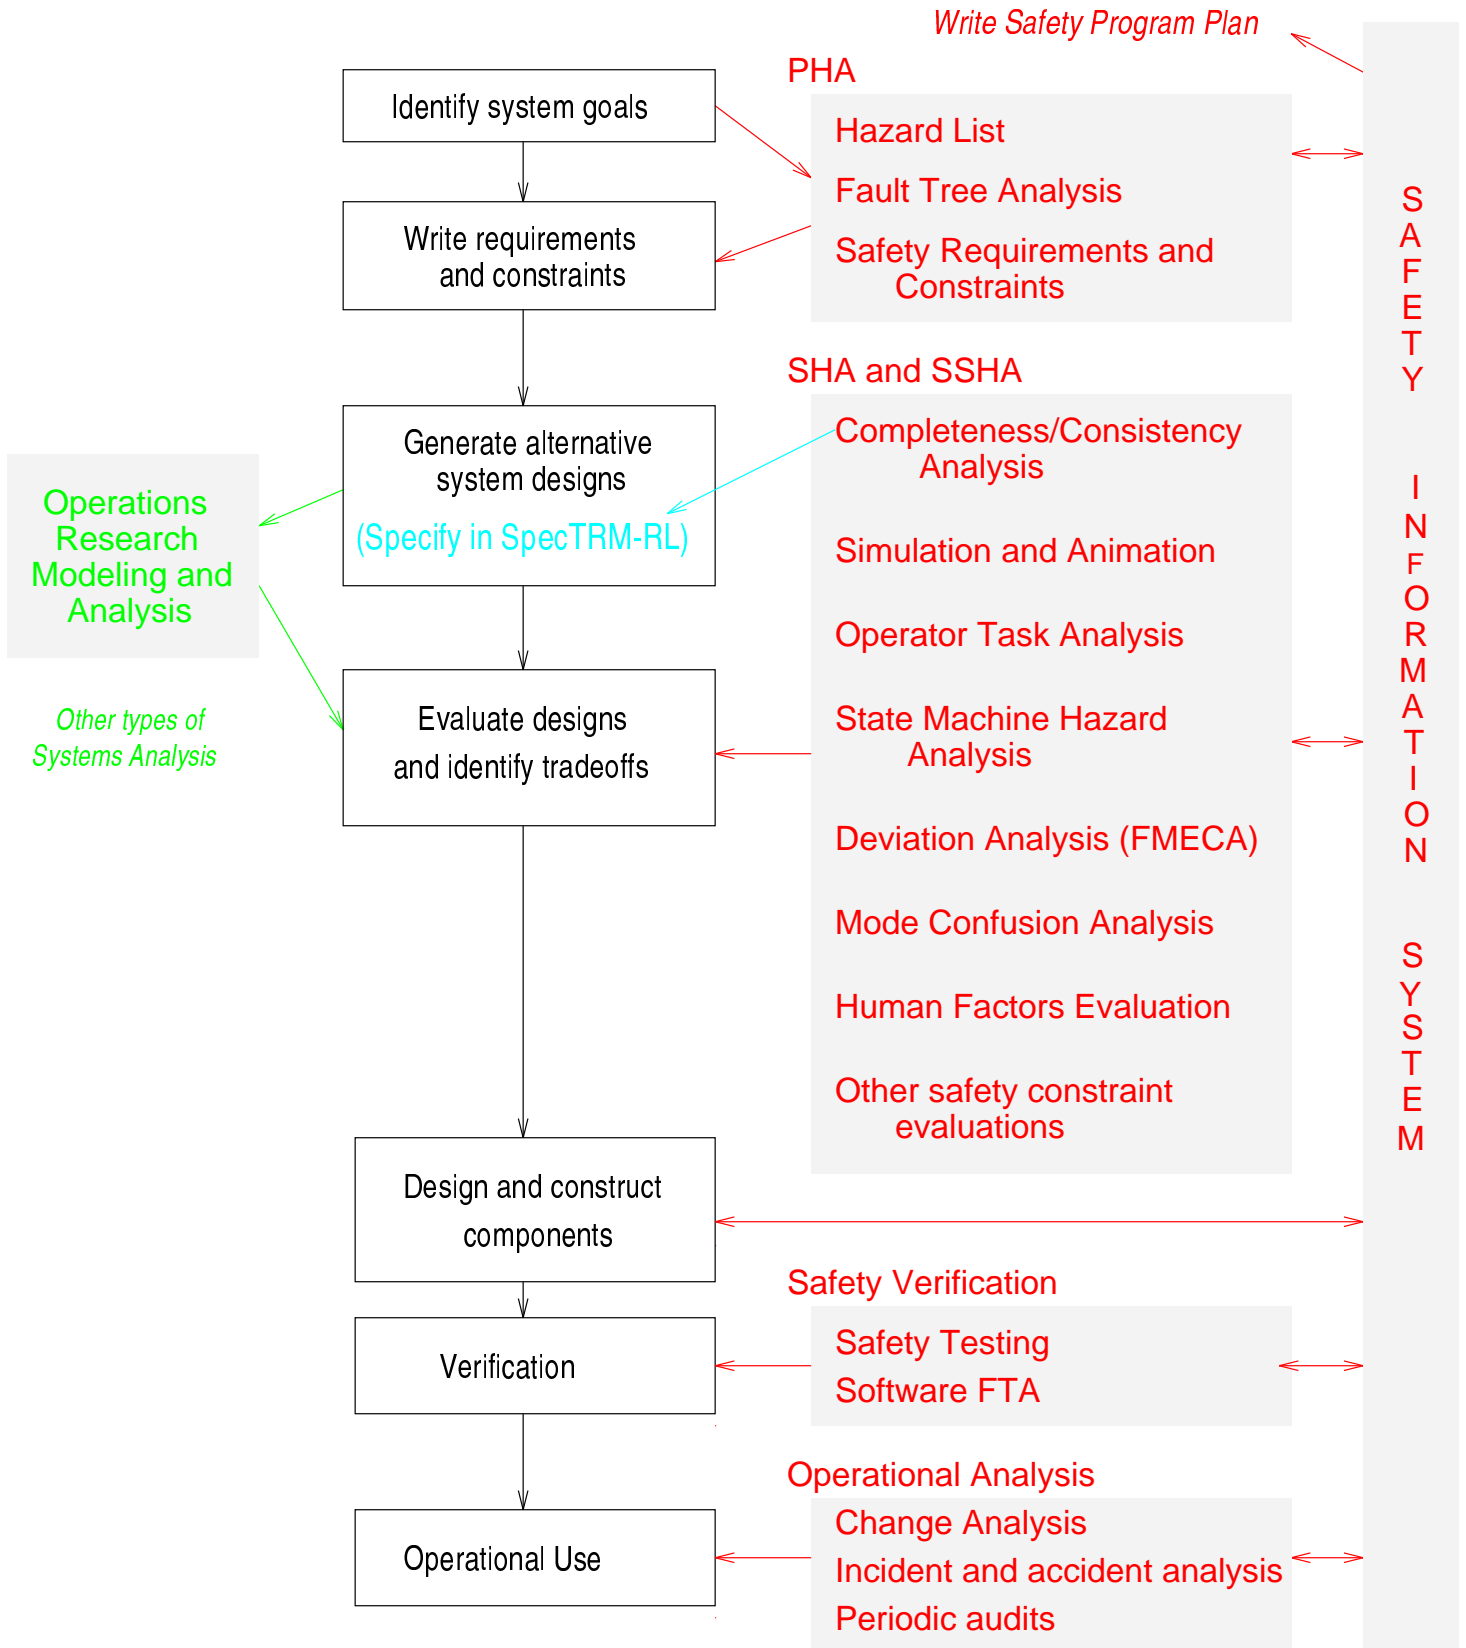 Write Safety Program Plan
PHA
Identify system goals
Hazard List
Fault Tree Analysis
Safety Requirements and
Constraints
Write requirements
and constraints
SHA and SSHA
Generate alternative
system designs
(Specify in SpecTRM-RL)
Completeness/Consistency
Analysis
Simulation and Animation
Operator Task Analysis
State Machine Hazard
Analysis
Deviation Analysis (FMECA)
Mode Confusion Analysis
Human Factors Evaluation
Other safety constraint
evaluations
Operations
Research
Modeling and
Analysis
Other types of
Systems Analysis
Evaluate designs
and identify tradeoffs
Design and construct
components
Safety Verification
Verification
Safety Testing
Software FTA
Operational Analysis
Operational Use
Change Analysis
Incident and accident analysis
Periodic audits
SAFETY INFORMATION SYSTEM